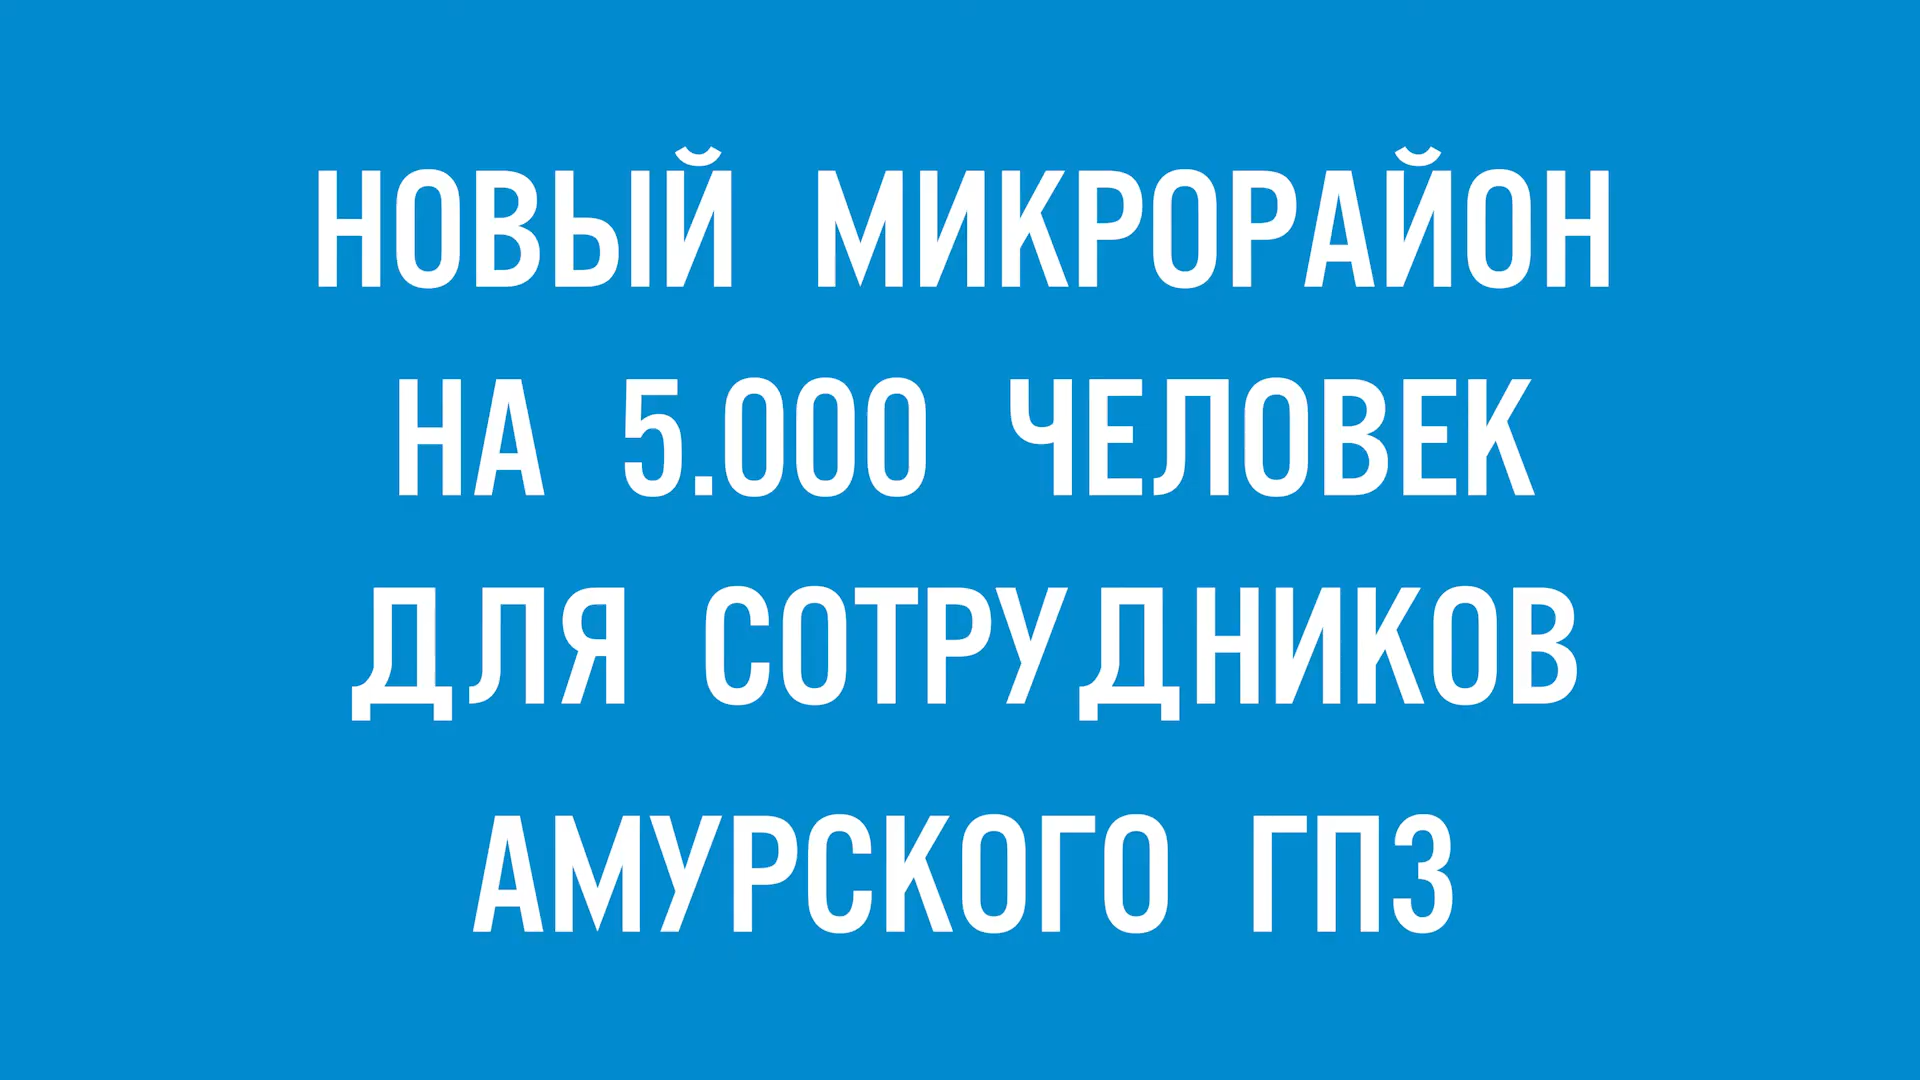 НОВЫЙ МИКРОРАЙОН
НА 5.000 ЧЕЛОВЕК
ДЛЯ СОТРУДНИКОВ
АМУРСКОГО ГПЗ